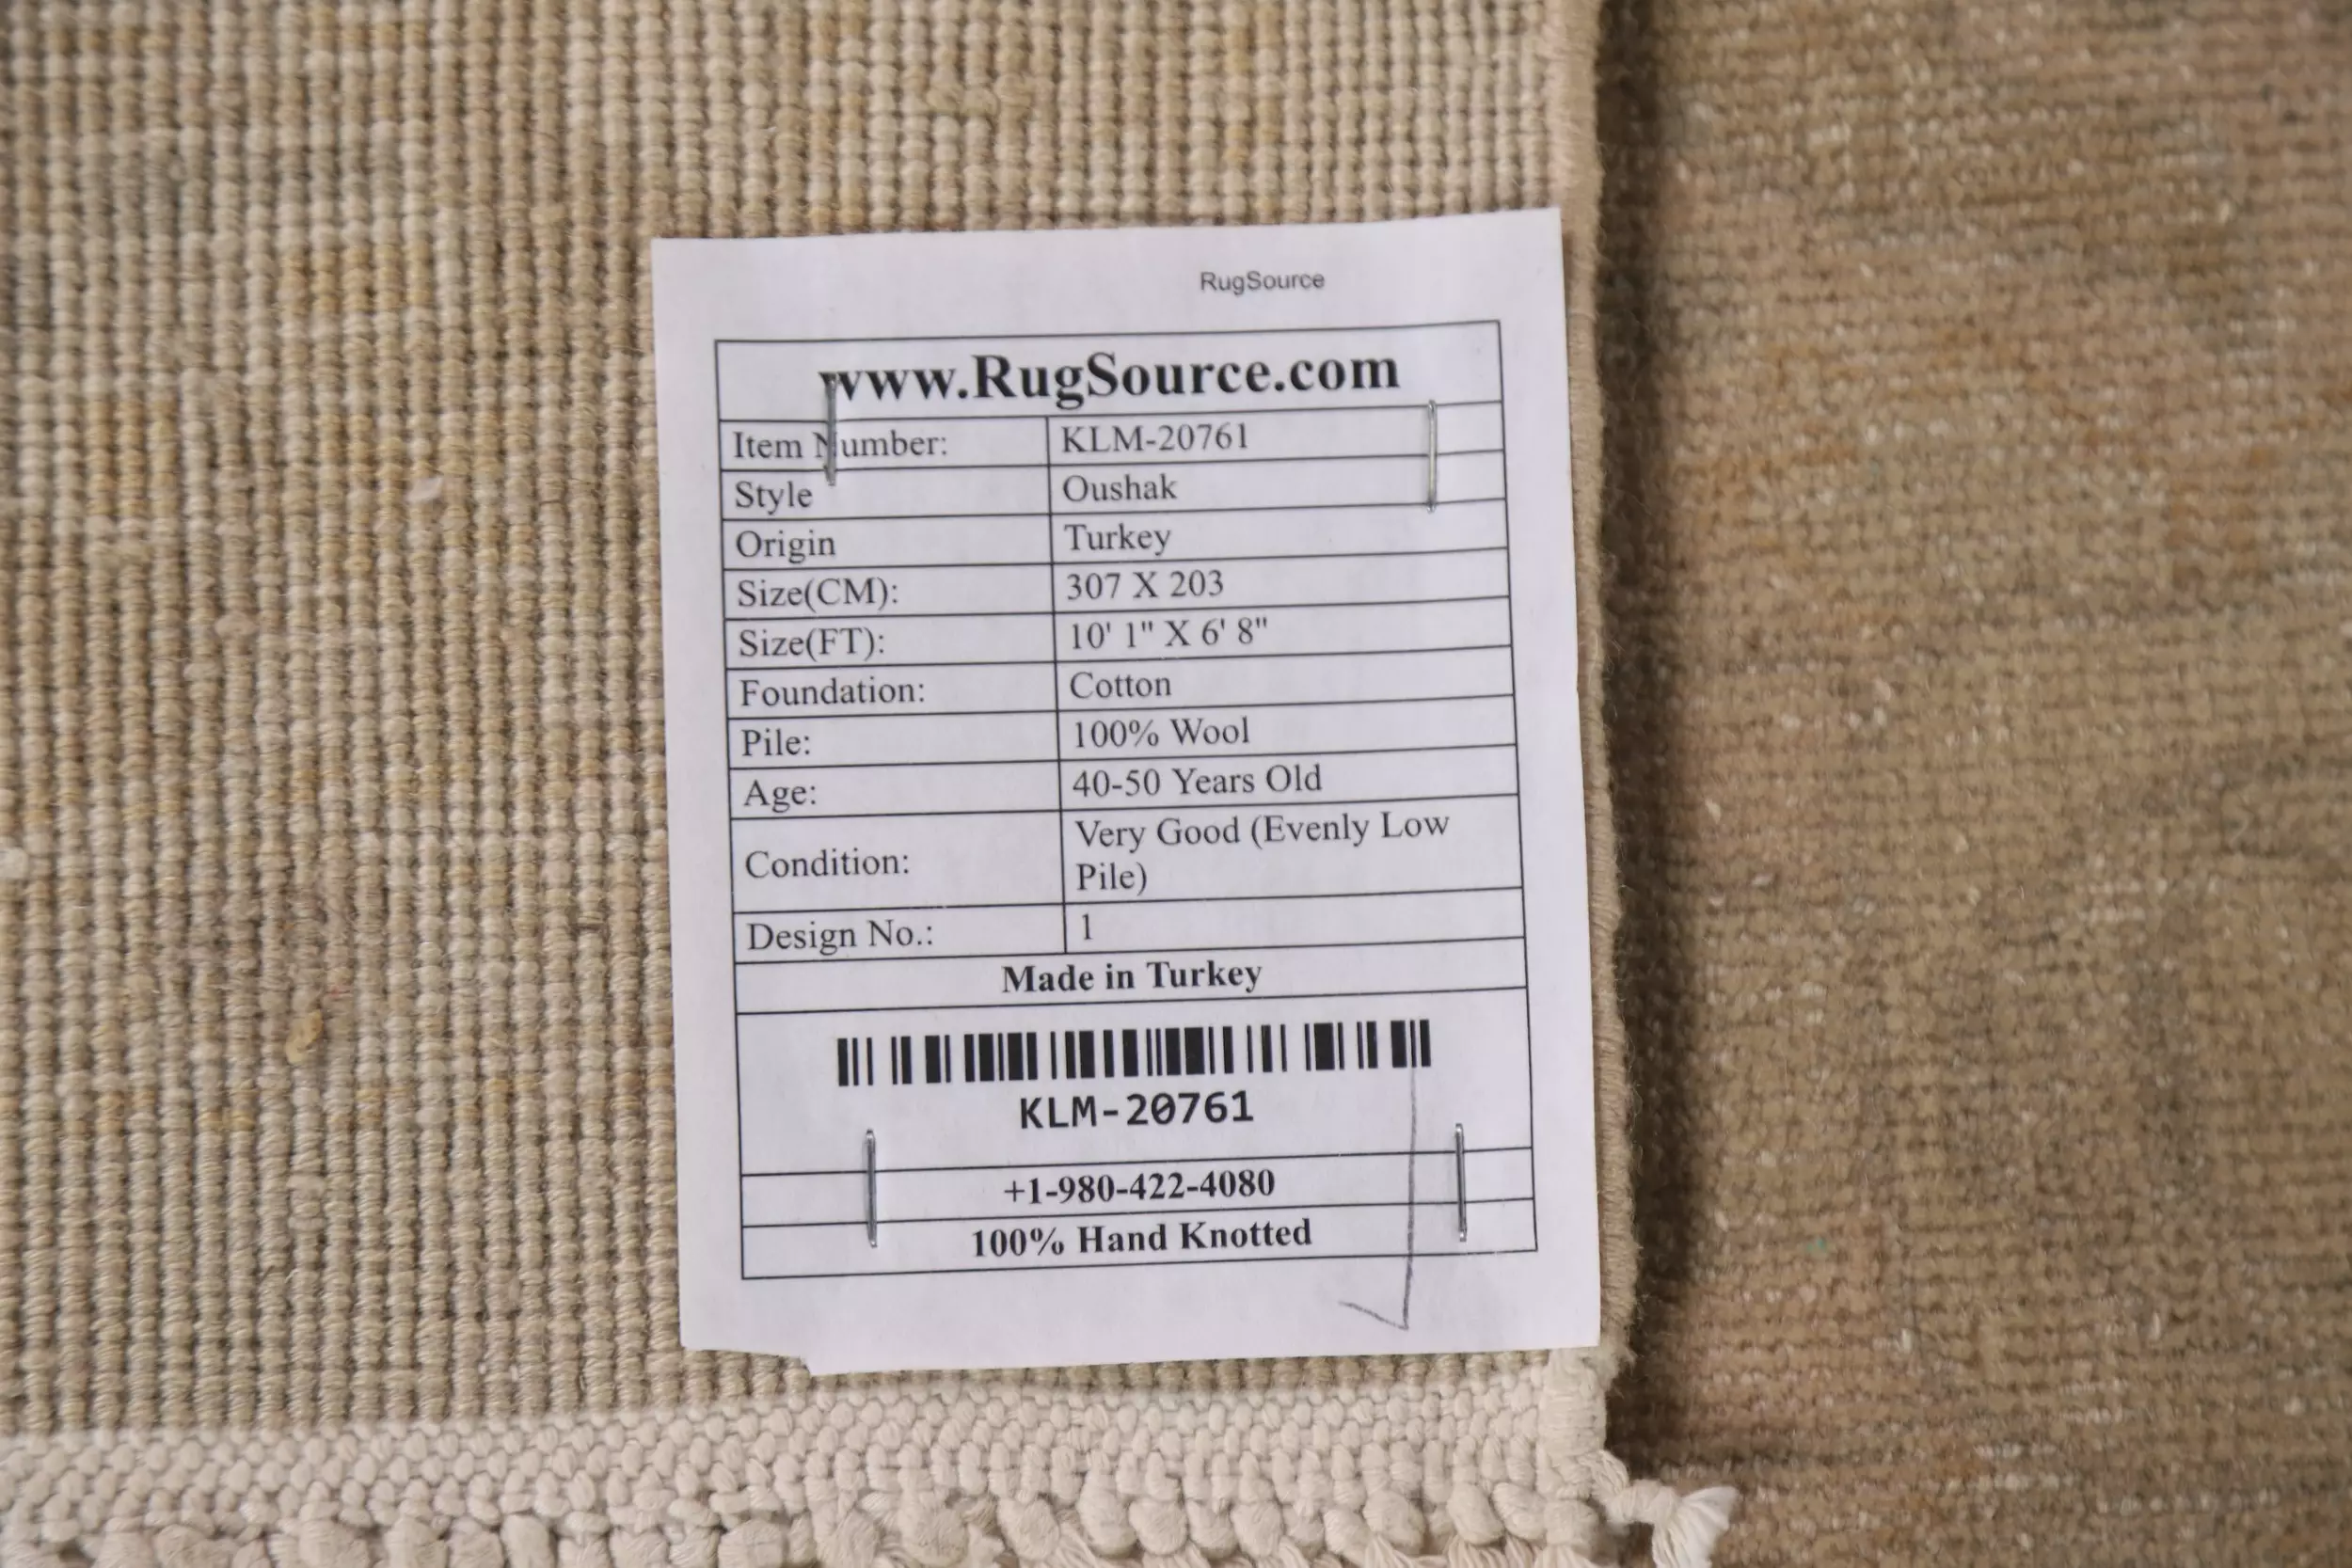 RugSource
www.RugSource.com
Item Number: KLM-20761
Style Oushak
Origin Turkey
Size(CM): 307 X 203
Size(FT): 10' 1" X 6' 8"
Foundation: Cotton
Pile: 100% Wool
Age: 40-50 Years Old
Condition: Very Good (Evenly Low
Pile)
Design No.: 1
Made in Turkey
KLM-20761
+1-980-422-4080
100% Hand Knotted